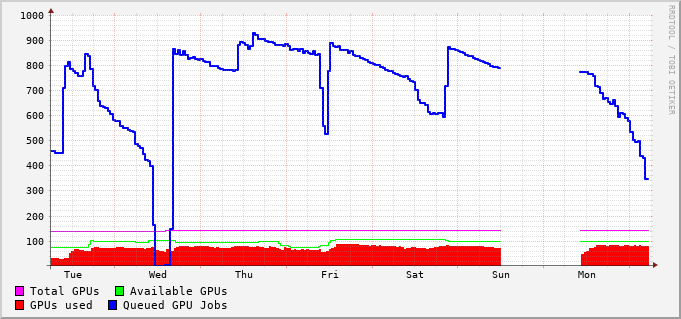 1000
900
800
700
600
500
400
300
200
100
Tue Wed Thu Fri Sat Sun Mon
Total GPUs Available GPUs
GPUs used Queued GPU Jobs
RRDTOOL / TOBI OETIKER